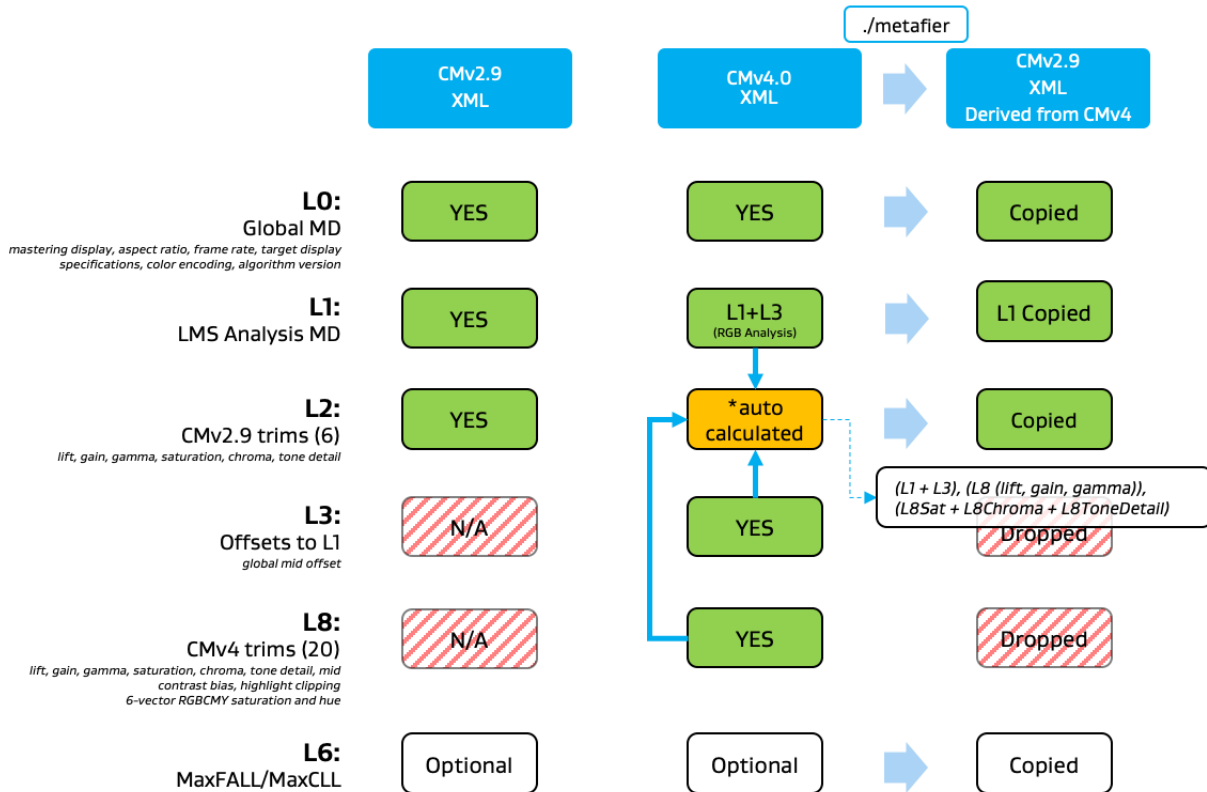 ./metafier
CMv2.9
XML
CMv4.0
XML
CMv2.9
XML
Derived from CMv4
L0:
Global MD
mastering display, aspect ratio, frame rate, target display
specifications, color encoding, algorithm version
YES
YES
Copied
L1:
LMS Analysis MD
YES
L1+L3
(RGB Analysis)
L1 Copied
L2:
CMv2.9 trims (6)
lift, gain, gamma, saturation, chroma, tone detail
YES
*auto
calculated
Copied
(L1 + L3), (L8 (lift, gain, gamma)),
(L8Sat + L8Chroma + L8ToneDetail)
L3:
Offsets to L1
global mid offset
N/A
YES
Dropped
L8:
CMv4 trims (20)
lift, gain, gamma, saturation, chroma, tone detail, mid
contrast bias, highlight clipping
6-vector RGBCMY saturation and hue
N/A
YES
Dropped
L6:
MaxFALL/MaxCLL
Optional
Optional
Copied